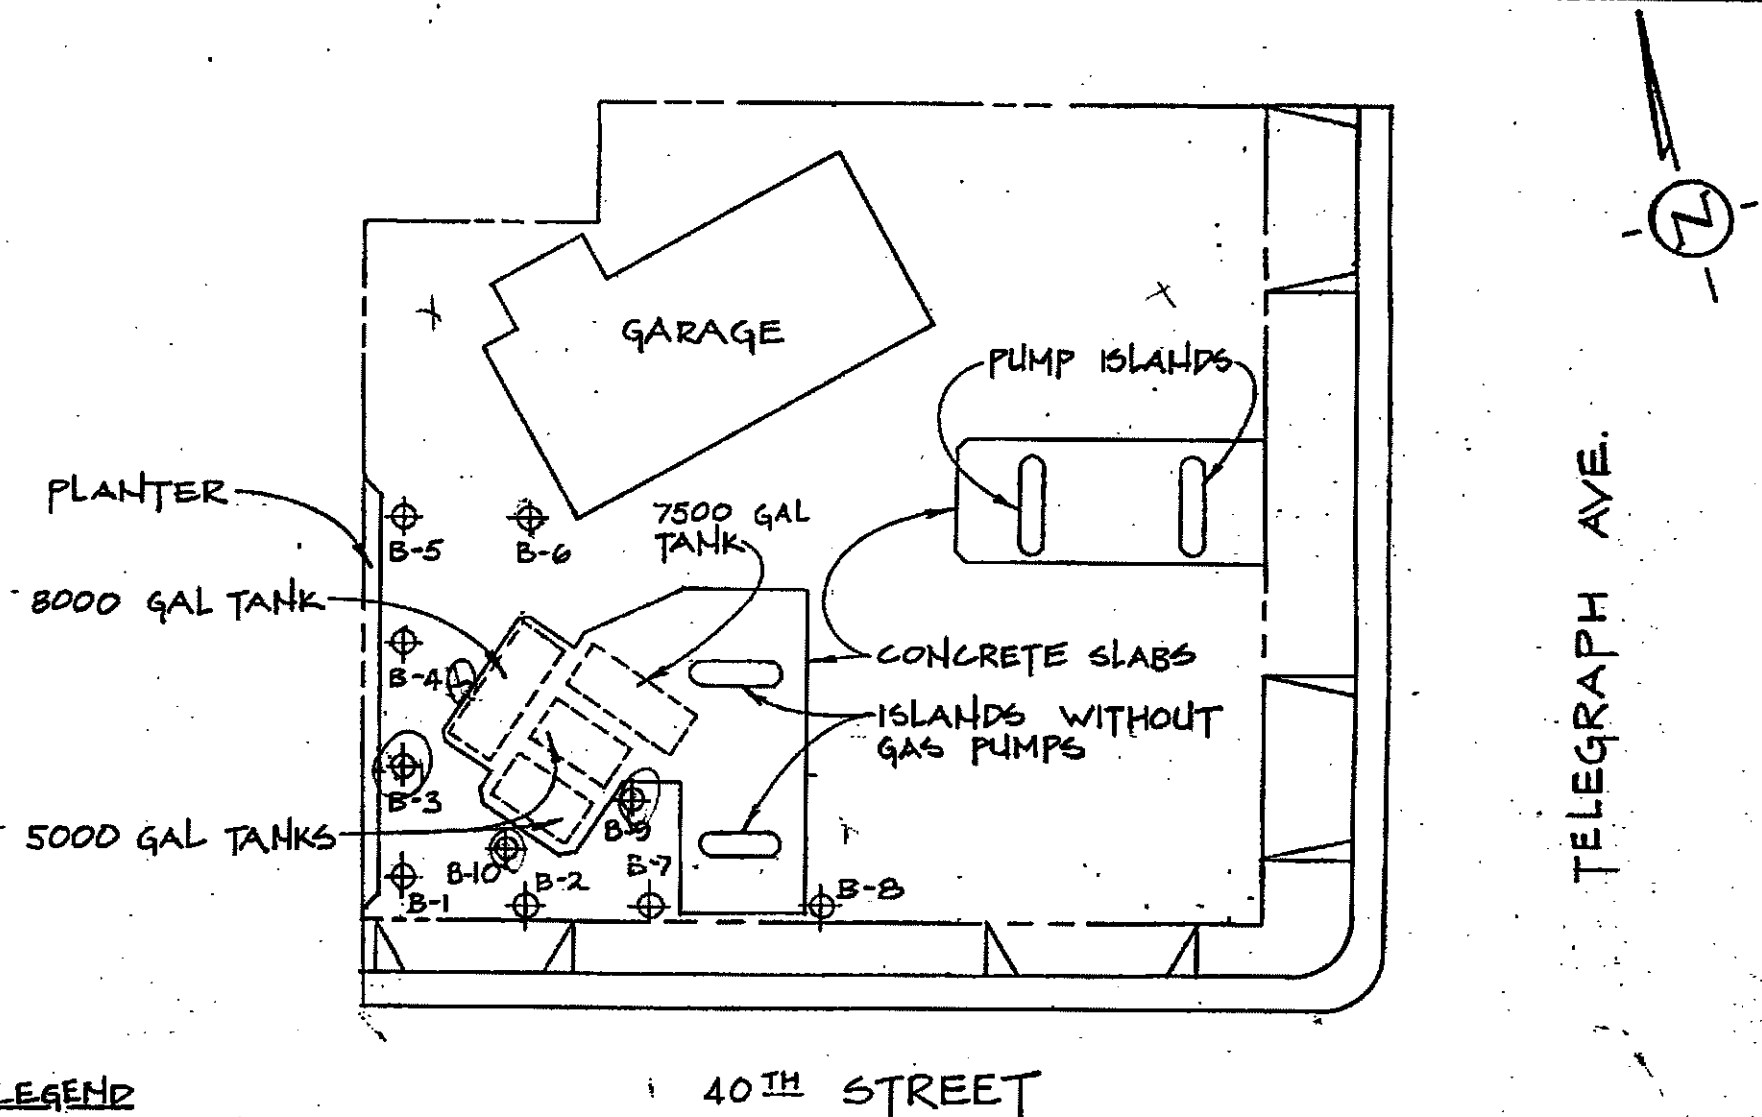 GARAGE
PUMP ISLANDS
PLANTER
7500 GAL
TANK
B-5
B-6
8000 GAL TANK
CONCRETE SLABS
B-4
ISLANDS WITHOUT
GAS PUMPS
B-3
5000 GAL TANKS
B-9
B-10
B-7
B-2
B-8
B-1
TELEGRAPH AVE.
N
LEGEND
40TH STREET